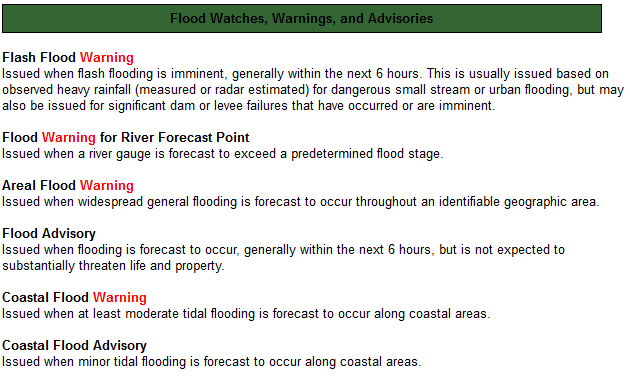 Flood Watches, Warnings, and Advisories
Flash Flood Warning
Issued when flash flooding is imminent, generally within the next 6 hours. This is usually issued based on
observed heavy rainfall (measured or radar estimated) for dangerous small stream or urban flooding, but may
also be issued for significant dam or levee failures that have occurred or are imminent.
Flood Warning for River Forecast Point
Issued when a river gauge is forecast to exceed a predetermined flood stage.
Areal Flood Warning
Issued when widespread general flooding is forecast to occur throughout an identifiable geographic area.
Flood Advisory
Issued when flooding is forecast to occur, generally within the next 6 hours, but is not expected to
substantially threaten life and property.
Coastal Flood Warning
Issued when at least moderate tidal flooding is forecast to occur along coastal areas.
Coastal Flood Advisory
Issued when minor tidal flooding is forecast to occur along coastal areas.